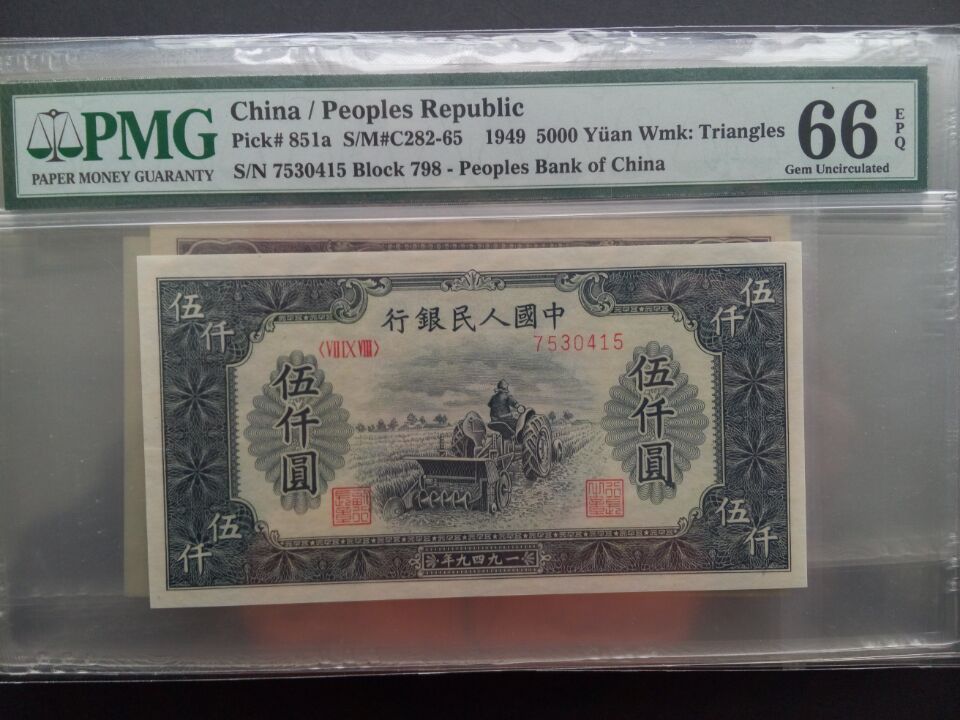 PMG
PAPER MONEY GUARANTY
China / Peoples Republic
Pick# 851a S/M#C282-65 1949 5000 Yüan Wmk: Triangles
S/N 7530415 Block 798 - Peoples Bank of China
66 EPQ
Gem Uncirculated
行銀民人國中
〈VII IX VIII〉 7530415
伍仟
伍仟
伍仟圓
伍仟圓
伍仟
伍仟
年九四九一